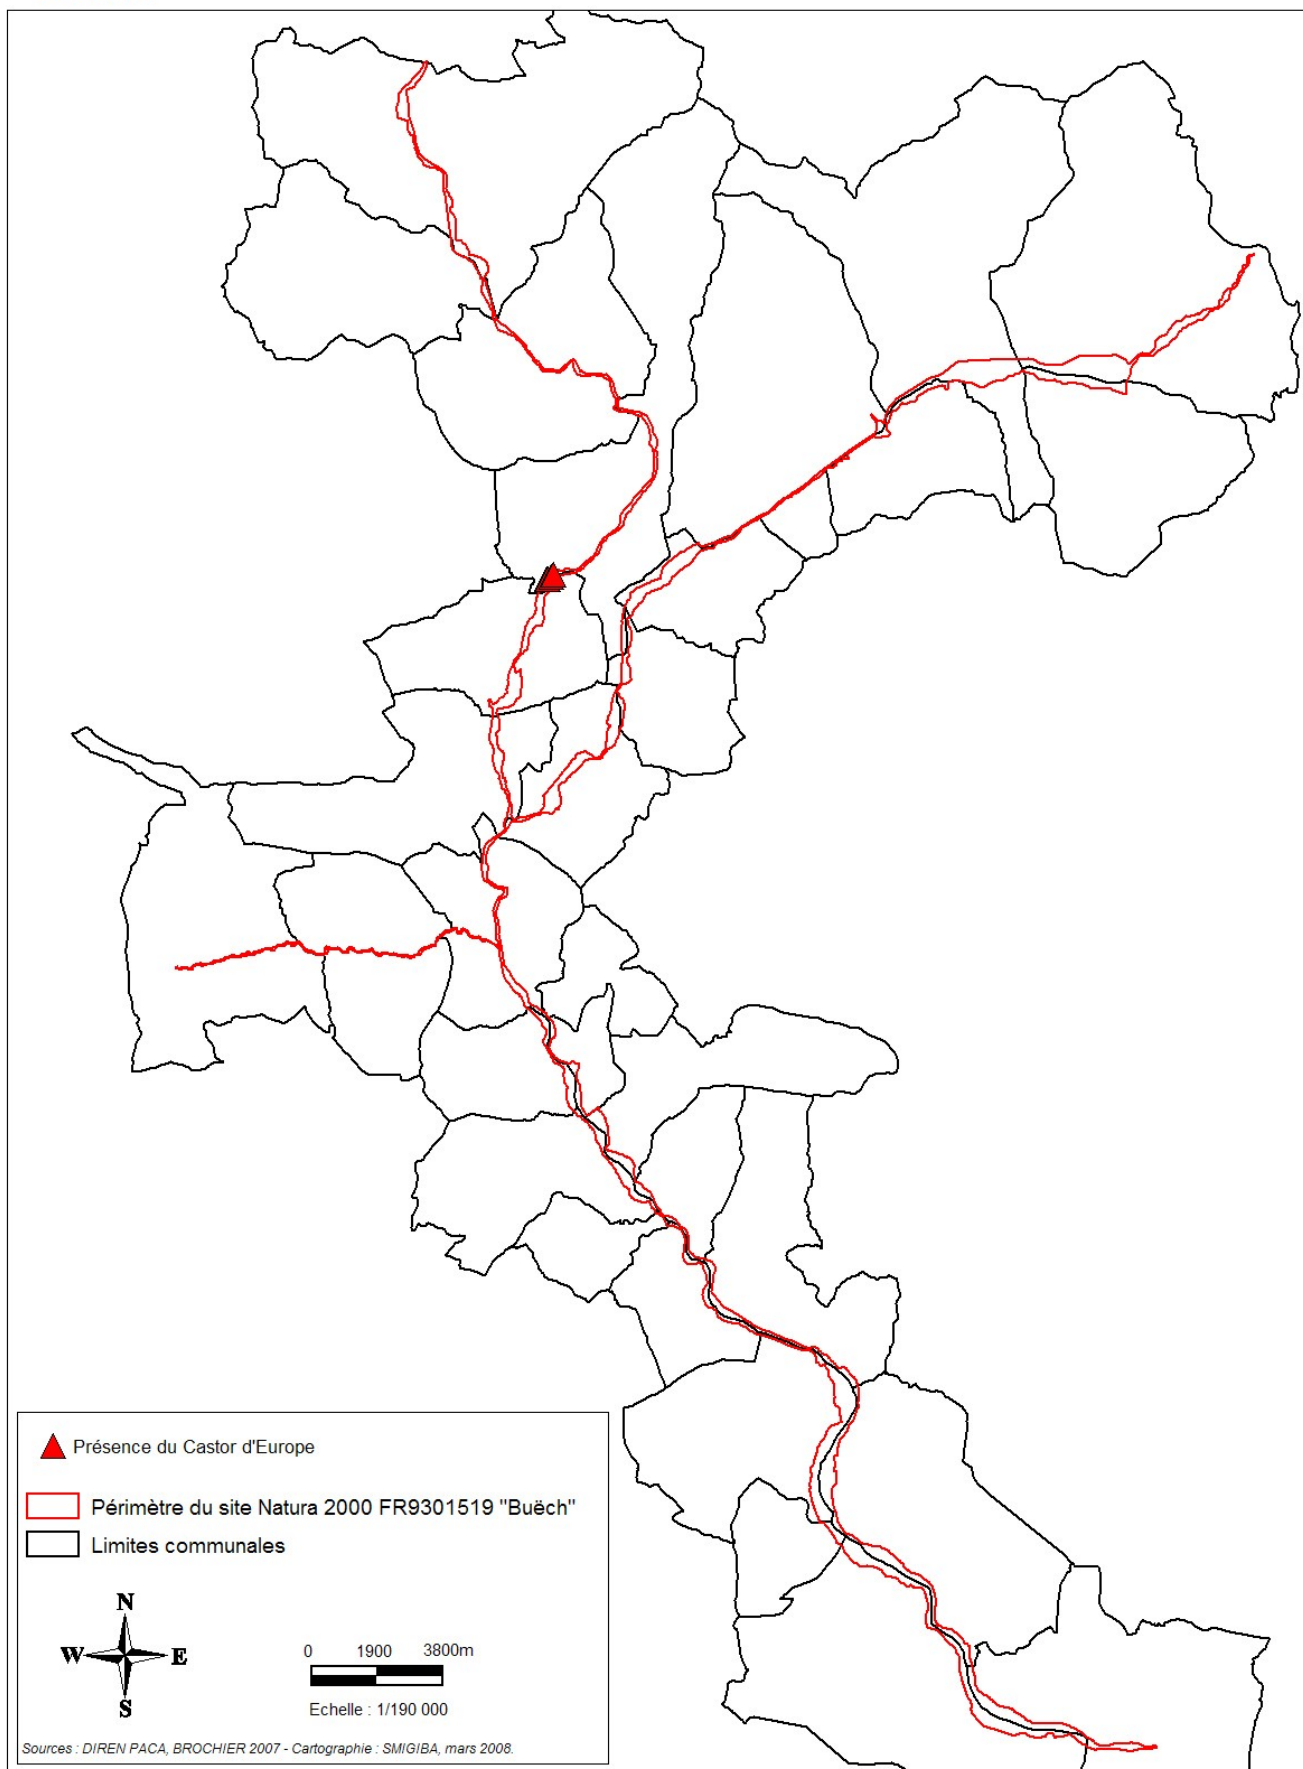 Présence du Castor d'Europe
Périmètre du site Natura 2000 FR9301519 "Buëch"
Limites communales
N
W E
S
0 1900 3800m
Echelle : 1/190 000
Sources : DIREN PACA, BROCHIER 2007 - Cartographie : SMIGIBA, mars 2008.